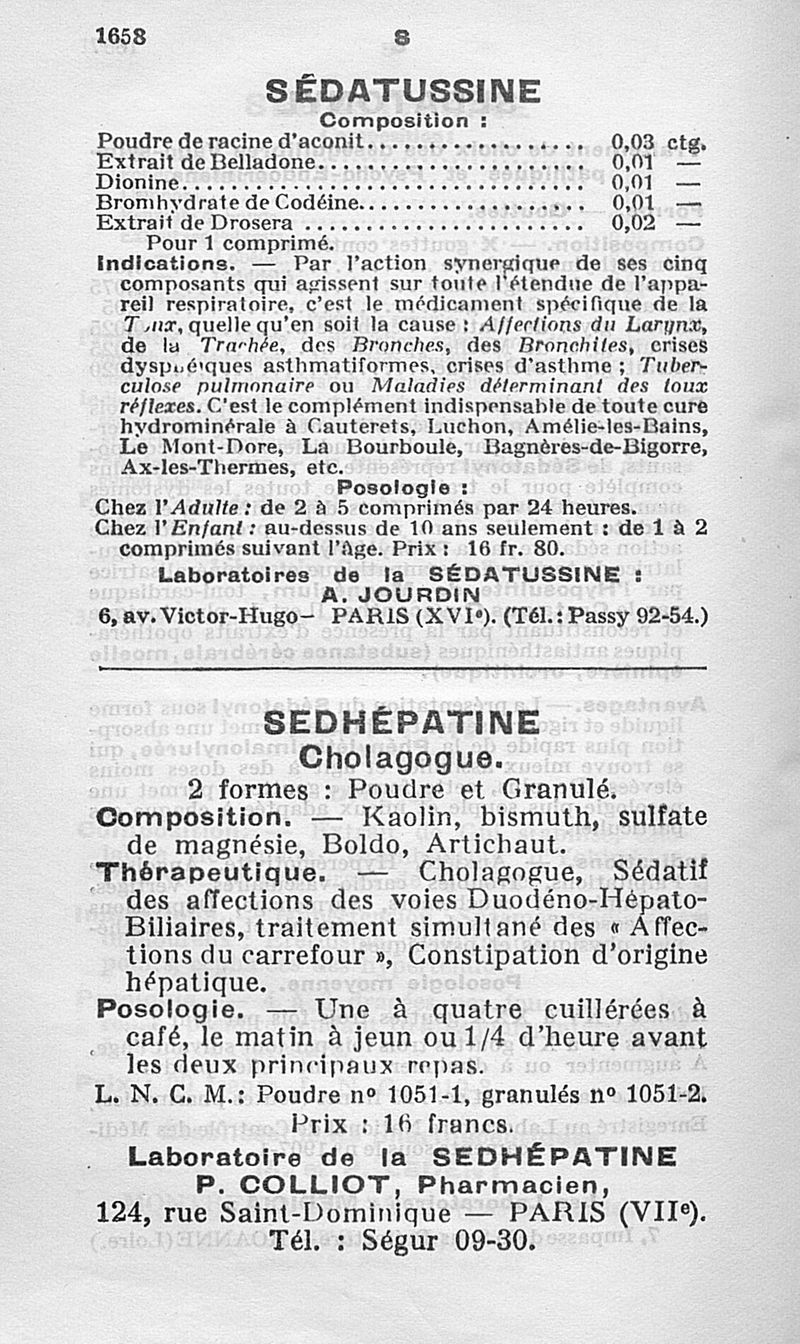 1658 S
SÉDATUSSINE
Composition :
Poudre de racine d'aconit.................. 0,03 ctg.
Extrait de Belladone...................... 0,01 —
Dionine.................................. 0,01 —
Bromhydrate de Codéine................... 0,01 —
Extrait de Drosera ....................... 0,02 —
Pour 1 comprimé.
Indications. — Par l'action synergique de ses cinq
composants qui agissent sur toute l'étendue de l'appa-
reil respiratoire, c'est le médicament spécifique de la
Toux, quelle qu'en soit la cause : Affections du Larynx,
de la Trachée, des Bronches, des Bronchites, crises
dyspnéiques asthmatiformes, crises d'asthme ; Tuber-
culose pulmonaire ou Maladies déterminant des toux
réflexes. C'est le complément indispensable de toute cure
hydrominérale à Cauterets, Luchon, Amélie-les-Bains,
Le Mont-Dore, La Bourboule, Bagnères-de-Bigorre,
Ax-les-Thermes, etc.
Posologie :
Chez l'Adulte : de 2 à 5 comprimés par 24 heures.
Chez l'Enfant : au-dessus de 10 ans seulement : de 1 à 2
comprimés suivant l'âge. Prix : 16 fr. 80.
Laboratoires de la SÉDATUSSINE :
A. JOURDIN
6, av. Victor-Hugo — PARIS (XVIe). (Tél. : Passy 92-54.)
SEDHÉPATINE
Cholagogue.
2 formes : Poudre et Granulé.
Composition. — Kaolin, bismuth, sulfate
de magnésie, Boldo, Artichaut.
Thérapeutique. — Cholagogue, Sédatif
des affections des voies Duodéno-Hépato-
Biliaires, traitement simultané des « Affec-
tions du carrefour », Constipation d'origine
hépatique.
Posologie. — Une à quatre cuillérées à
café, le matin à jeun ou 1/4 d'heure avant
les deux principaux repas.
L. N. C. M. : Poudre nº 1051-1, granulés nº 1051-2.
Prix : 16 francs.
Laboratoire de la SEDHÉPATINE
P. COLLIOT, Pharmacien,
124, rue Saint-Dominique — PARIS (VIIe).
Tél. : Ségur 09-30.